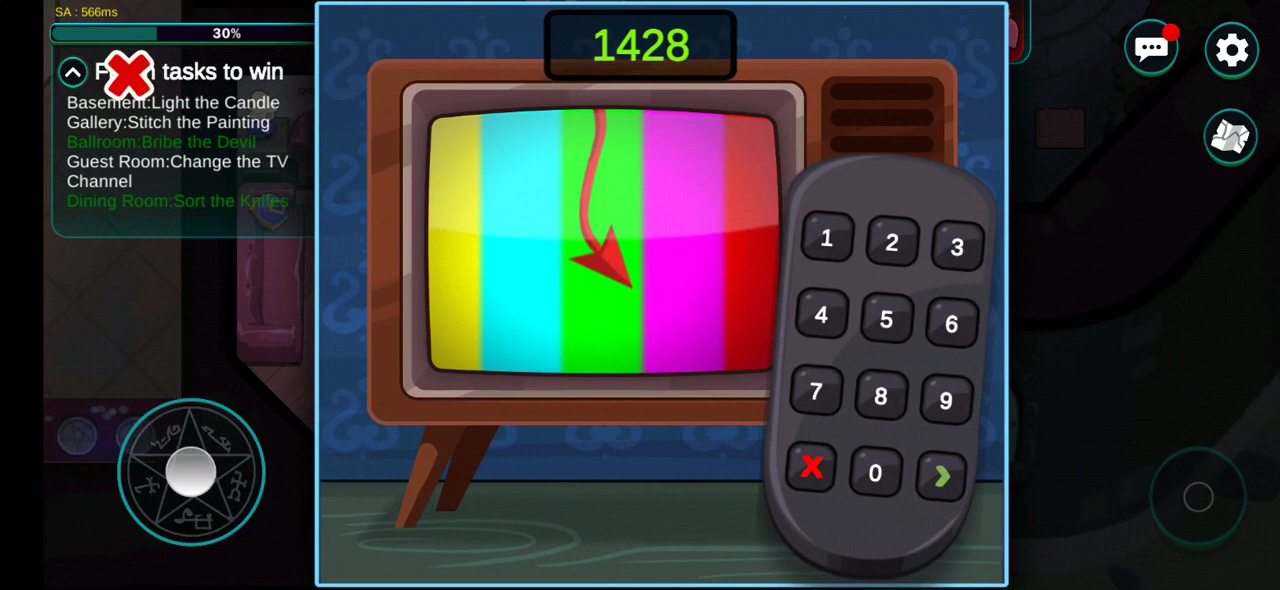 SA : 566ms
30%
tasks to win
Basement:Light the Candle
Gallery:Stitch the Painting
Ballroom:Bribe the Devil
Guest Room:Change the TV
Channel
Dining Room:Sort the Knifes
1428
1 2 3
4 5 6
7 8 9
X 0 >